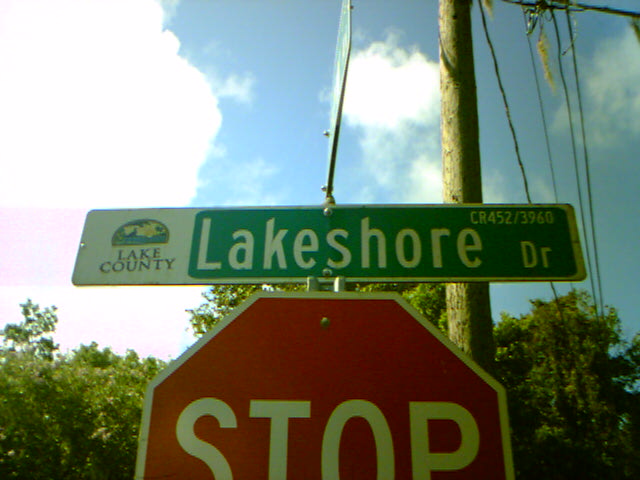 CR452/3960
LAKE COUNTY
Lakeshore Dr
STOP